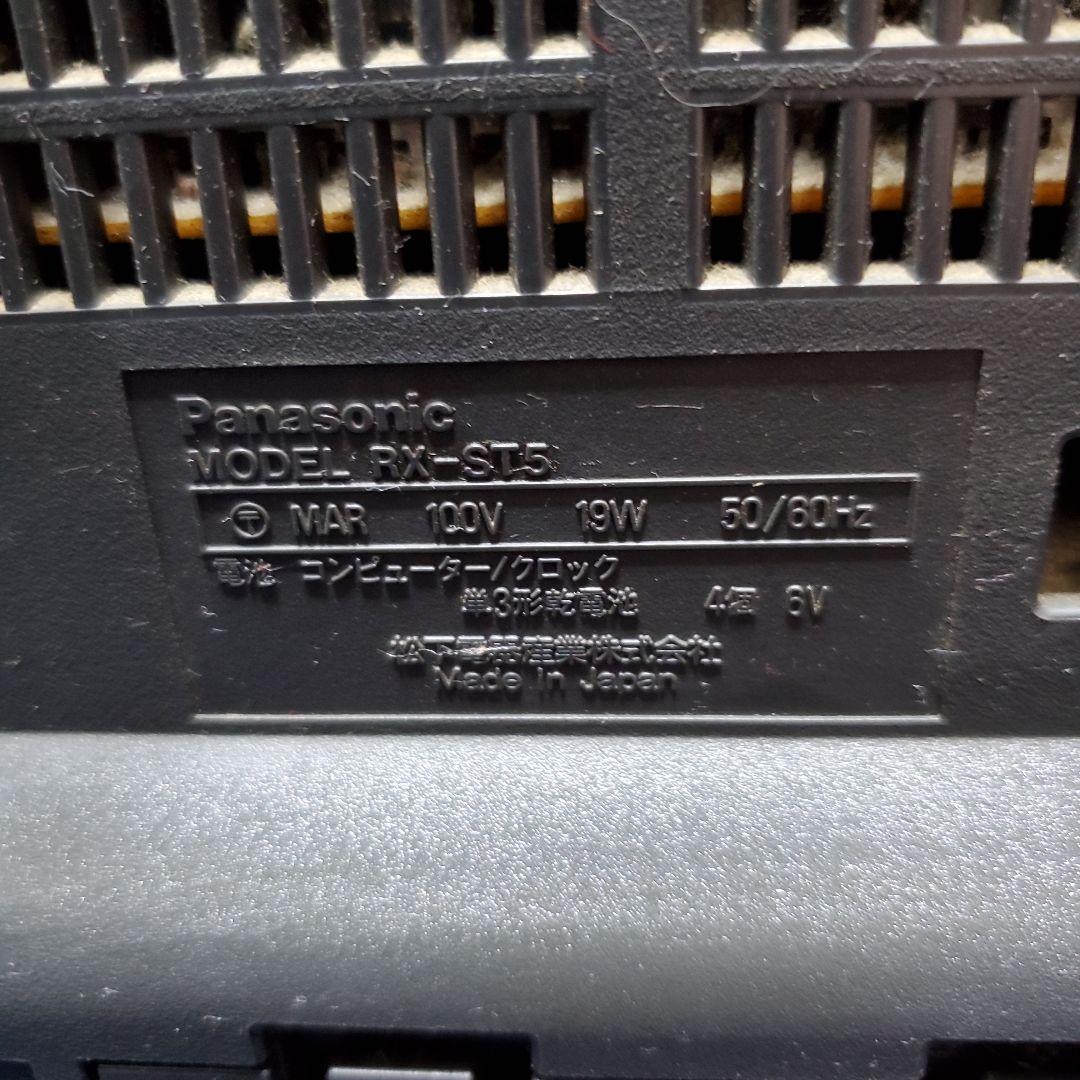 Panasonic
MODEL RX-ST5
〒 MAR 100V 19W 50/60Hz
電池 コンピューター/クロック
単3形乾電池 4個 6V
松下電器産業株式会社
Made in Japan